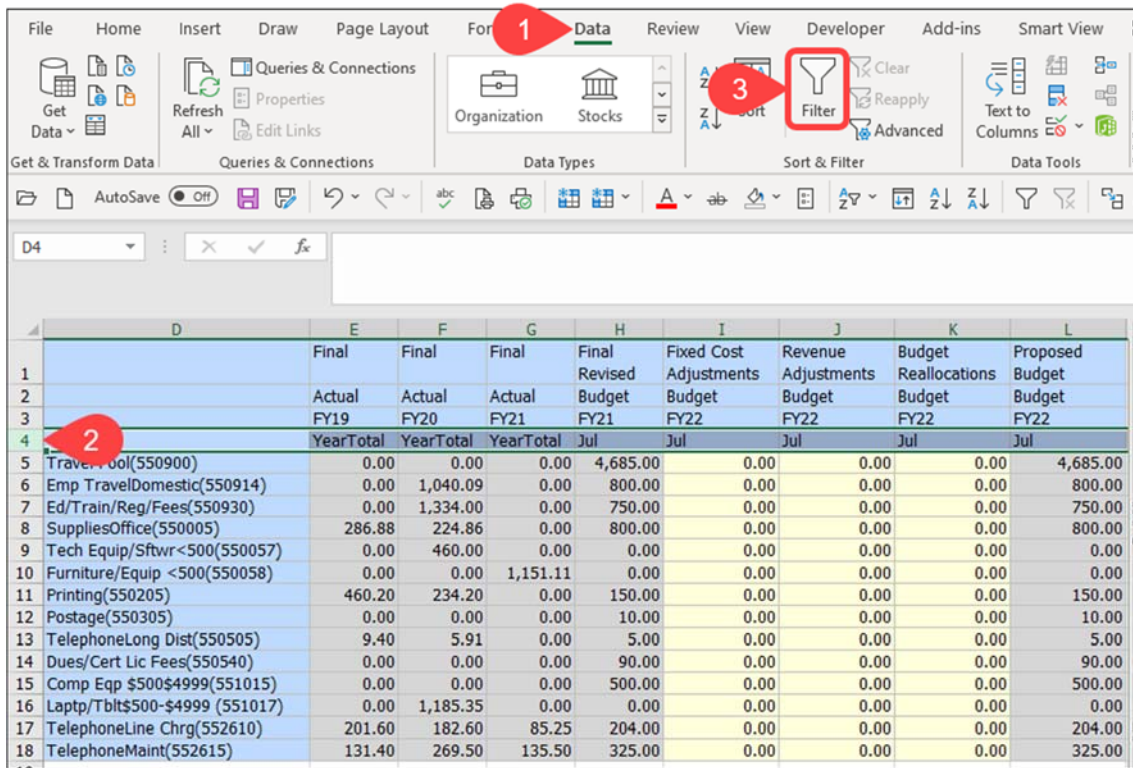 File Home Insert Draw Page Layout For 1 Data Review View Developer Add-ins Smart View
Get Data
Refresh All
Queries & Connections
Properties
Edit Links
Organization Stocks
3
Sort
Filter
Clear
Reapply
Advanced
Text to Columns
Get & Transform Data Queries & Connections Data Types Sort & Filter Data Tools
AutoSave Off abc A ab
D4 fx
D E F G H I J K L
Final Final Final Final Fixed Cost Revenue Budget Proposed
1 Revised Adjustments Adjustments Reallocations Budget
2 Actual Actual Actual Budget Budget Budget Budget Budget
3 FY19 FY20 FY21 FY21 FY22 FY22 FY22 FY22
4 2 YearTotal YearTotal YearTotal Jul Jul Jul Jul Jul
5 0.00 0.00 0.00 4,685.00 0.00 0.00 0.00 4,685.00
6 Emp TravelDomestic(550914) 0.00 1,040.09 0.00 800.00 0.00 0.00 0.00 800.00
7 Ed/Train/Reg/Fees(550930) 0.00 1,334.00 0.00 750.00 0.00 0.00 0.00 750.00
8 SuppliesOffice(550005) 286.88 224.86 0.00 800.00 0.00 0.00 0.00 800.00
9 Tech Equip/Sftwr<500(550057) 0.00 460.00 0.00 0.00 0.00 0.00 0.00 0.00
10 Furniture/Equip <500(550058) 0.00 0.00 1,151.11 0.00 0.00 0.00 0.00 0.00
11 Printing(550205) 460.20 234.20 0.00 150.00 0.00 0.00 0.00 150.00
12 Postage(550305) 0.00 0.00 0.00 10.00 0.00 0.00 0.00 10.00
13 TelephoneLong Dist(550505) 9.40 5.91 0.00 5.00 0.00 0.00 0.00 5.00
14 Dues/Cert Lic Fees(550540) 0.00 0.00 0.00 90.00 0.00 0.00 0.00 90.00
15 Comp Eqp $500$4999(551015) 0.00 0.00 0.00 500.00 0.00 0.00 0.00 500.00
16 Laptp/Tblt$500-$4999 (551017) 0.00 1,185.35 0.00 0.00 0.00 0.00 0.00 0.00
17 TelephoneLine Chrg(552610) 201.60 182.60 85.25 204.00 0.00 0.00 0.00 204.00
18 TelephoneMaint(552615) 131.40 269.50 135.50 325.00 0.00 0.00 0.00 325.00